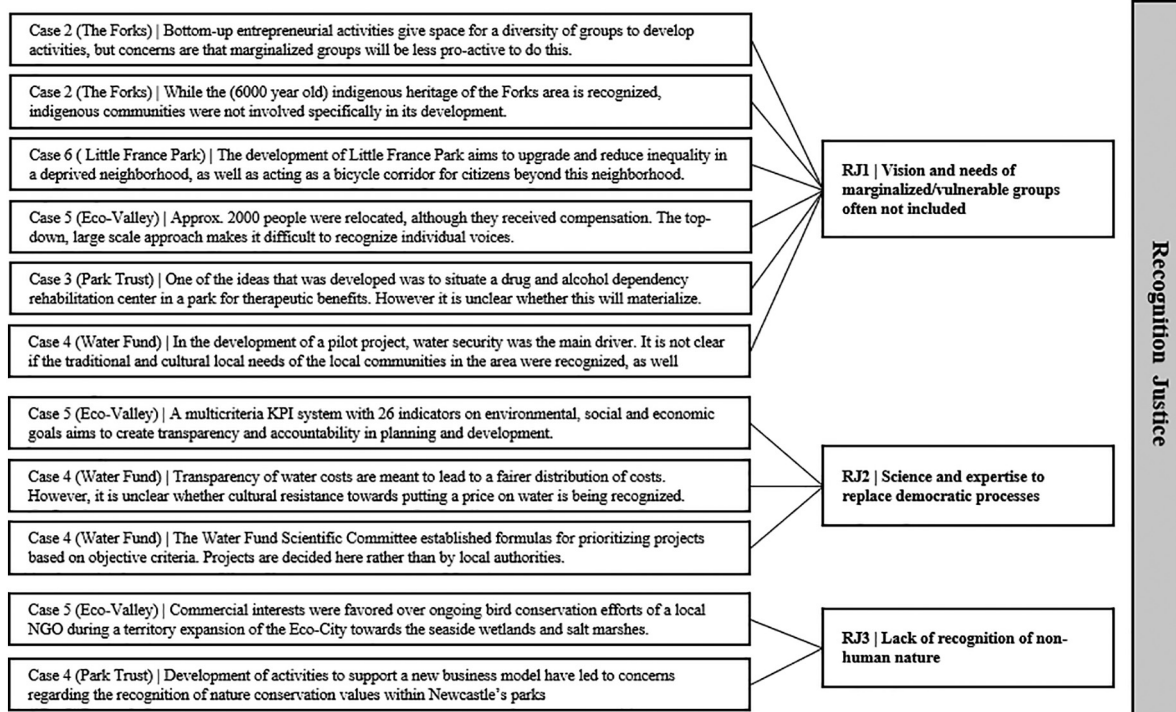 Case 2 (The Forks) | Bottom-up entrepreneurial activities give space for a diversity of groups to develop
activities, but concerns are that marginalized groups will be less pro-active to do this.
Case 2 (The Forks) | While the (6000 year old) indigenous heritage of the Forks area is recognized,
indigenous communities were not involved specifically in its development.
Case 6 ( Little France Park) | The development of Little France Park aims to upgrade and reduce inequality in
a deprived neighborhood, as well as acting as a bicycle corridor for citizens beyond this neighborhood.
Case 5 (Eco-Valley) | Approx. 2000 people were relocated, although they received compensation. The top-
down, large scale approach makes it difficult to recognize individual voices.
Case 3 (Park Trust) | One of the ideas that was developed was to situate a drug and alcohol dependency
rehabilitation center in a park for therapeutic benefits. However it is unclear whether this will materialize.
Case 4 (Water Fund) | In the development of a pilot project, water security was the main driver. It is not clear
if the traditional and cultural local needs of the local communities in the area were recognized, as well
RJ1 | Vision and needs of
marginalized/vulnerable groups
often not included
Case 5 (Eco-Valley) | A multicriteria KPI system with 26 indicators on environmental, social and economic
goals aims to create transparency and accountability in planning and development.
Case 4 (Water Fund) | Transparency of water costs are meant to lead to a fairer distribution of costs.
However, it is unclear whether cultural resistance towards putting a price on water is being recognized.
Case 4 (Water Fund) | The Water Fund Scientific Committee established formulas for prioritizing projects
based on objective criteria. Projects are decided here rather than by local authorities.
RJ2 | Science and expertise to
replace democratic processes
Case 5 (Eco-Valley) | Commercial interests were favored over ongoing bird conservation efforts of a local
NGO during a territory expansion of the Eco-City towards the seaside wetlands and salt marshes.
Case 4 (Park Trust) | Development of activities to support a new business model have led to concerns
regarding the recognition of nature conservation values within Newcastle's parks
RJ3 | Lack of recognition of non-
human nature
Recognition Justice